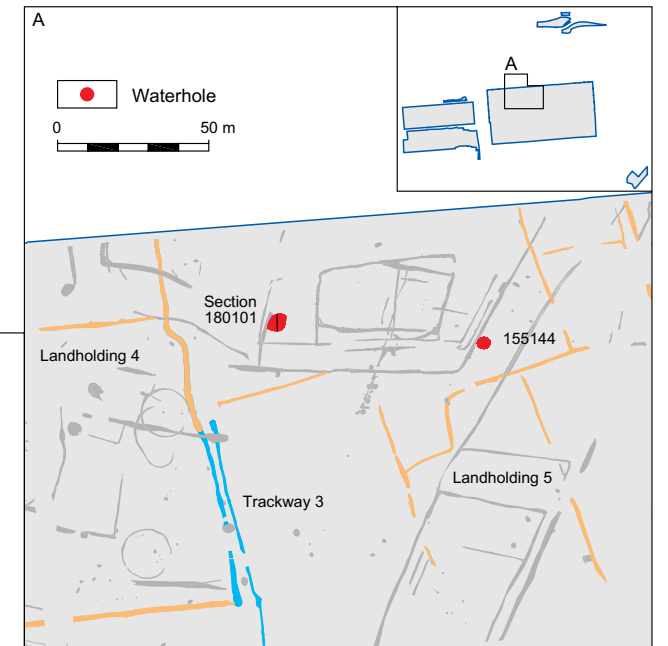 A
Waterhole
0 50 m
A
Section
180101
155144
Landholding 4
Landholding 5
Trackway 3